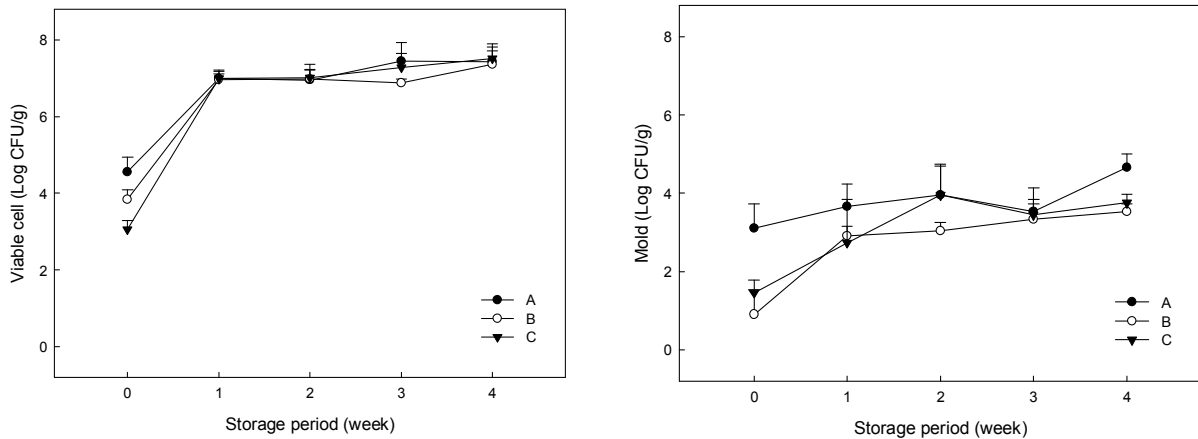 Viable cell (Log CFU/g)
8
6
4
2
0
A
B
C
0 1 2 3 4
Storage period (week)
Mold (Log CFU/g)
8
6
4
2
0
A
B
C
0 1 2 3 4
Storage period (week)